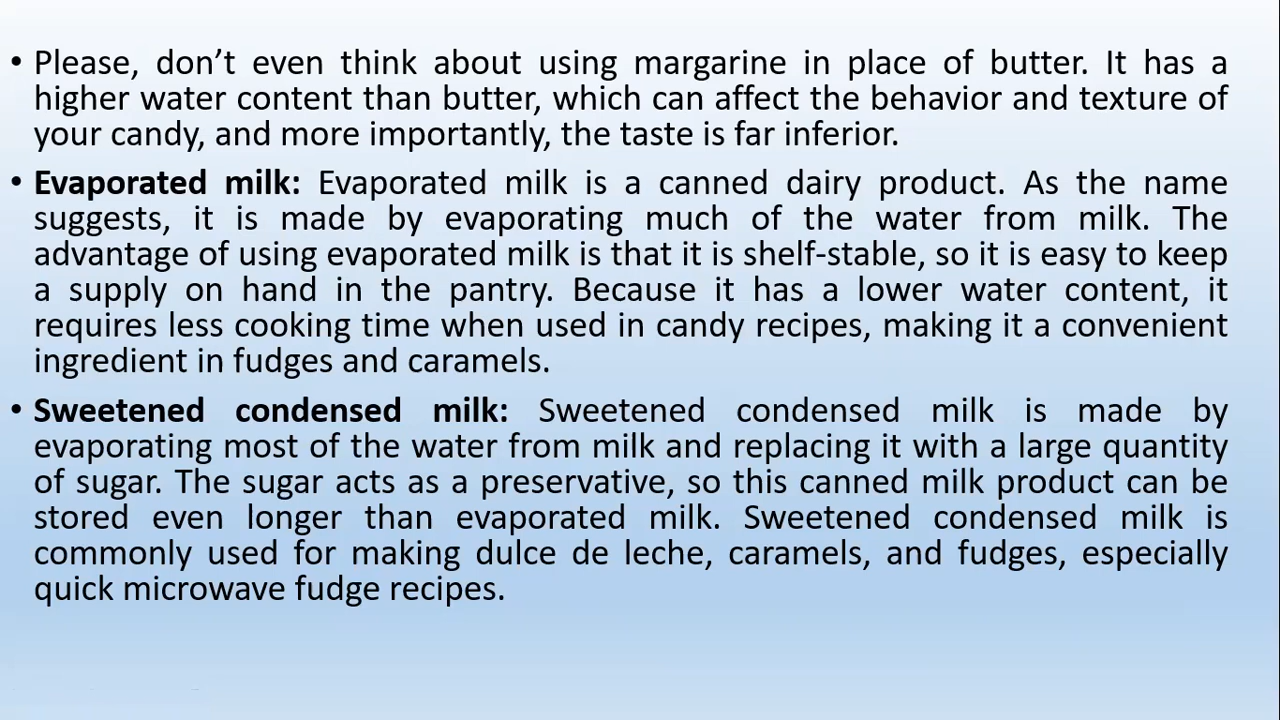 • Please, don’t even think about using margarine in place of butter. It has a
higher water content than butter, which can affect the behavior and texture of
your candy, and more importantly, the taste is far inferior.
• Evaporated milk: Evaporated milk is a canned dairy product. As the name
suggests, it is made by evaporating much of the water from milk. The
advantage of using evaporated milk is that it is shelf-stable, so it is easy to keep
a supply on hand in the pantry. Because it has a lower water content, it
requires less cooking time when used in candy recipes, making it a convenient
ingredient in fudges and caramels.
• Sweetened condensed milk: Sweetened condensed milk is made by
evaporating most of the water from milk and replacing it with a large quantity
of sugar. The sugar acts as a preservative, so this canned milk product can be
stored even longer than evaporated milk. Sweetened condensed milk is
commonly used for making dulce de leche, caramels, and fudges, especially
quick microwave fudge recipes.